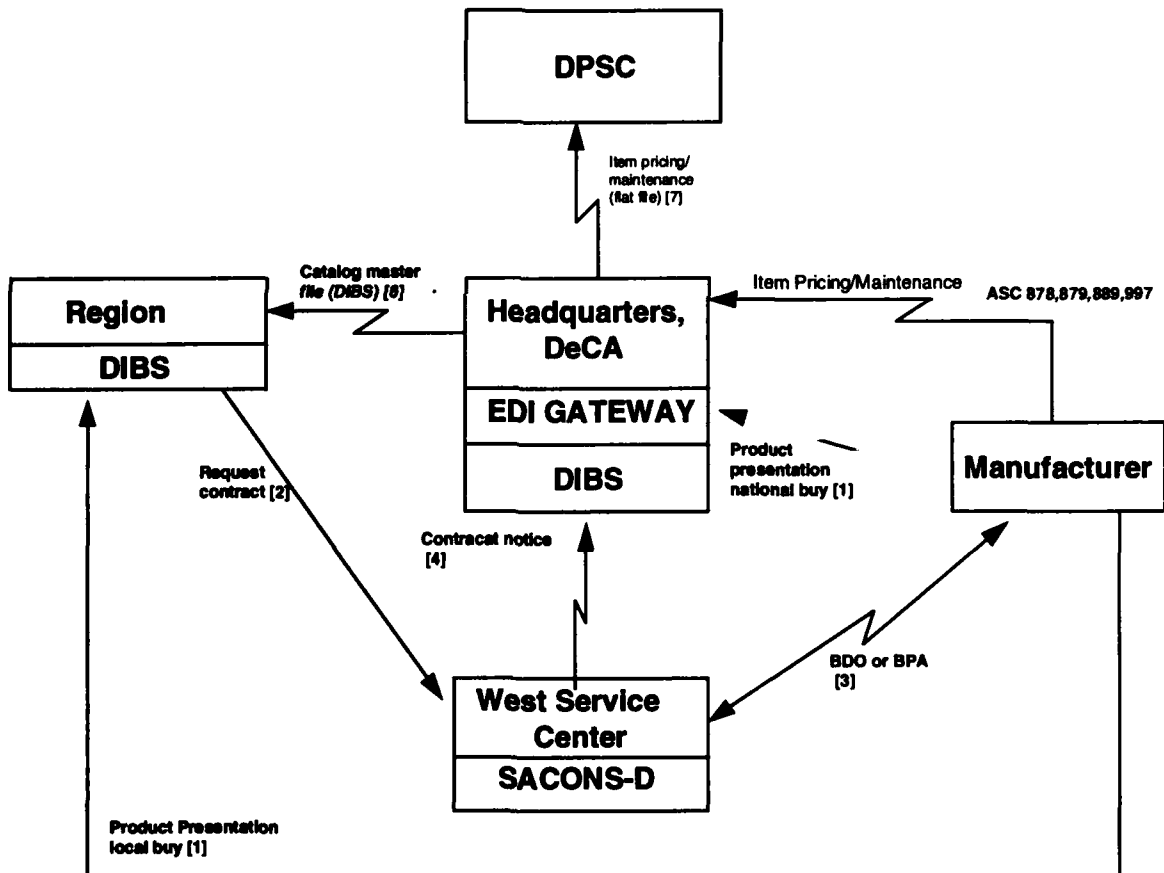 DPSC
Item pricing/
maintenance
(flat file) [7]
Catalog master
file (DIBS) [6]
Item Pricing/Maintenance
ASC 878,879,889,997
Region
DIBS
Headquarters,
DeCA
EDI GATEWAY
DIBS
Manufacturer
Product
presentation
national buy [1]
Request
contract [2]
Contracat notice
[4]
BDO or BPA
[3]
West Service
Center
SACONS-D
Product Presentation
local buy [1]